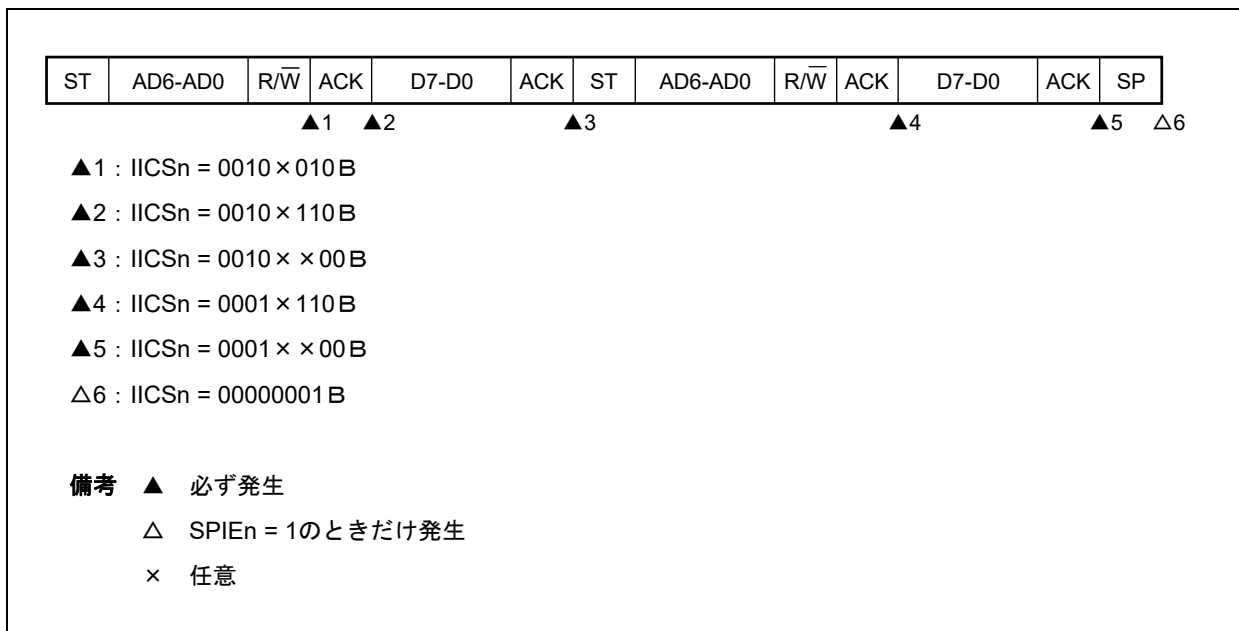 ST AD6-AD0 R/W̅ ACK D7-D0 ACK ST AD6-AD0 R/W̅ ACK D7-D0 ACK SP
▲1 ▲2 ▲3 ▲4 ▲5 △6
▲1：IICSn = 0010×010B
▲2：IICSn = 0010×110B
▲3：IICSn = 0010××00B
▲4：IICSn = 0001×110B
▲5：IICSn = 0001××00B
△6：IICSn = 00000001B
備考 ▲ 必ず発生
△ SPIEn = 1のときだけ発生
× 任意